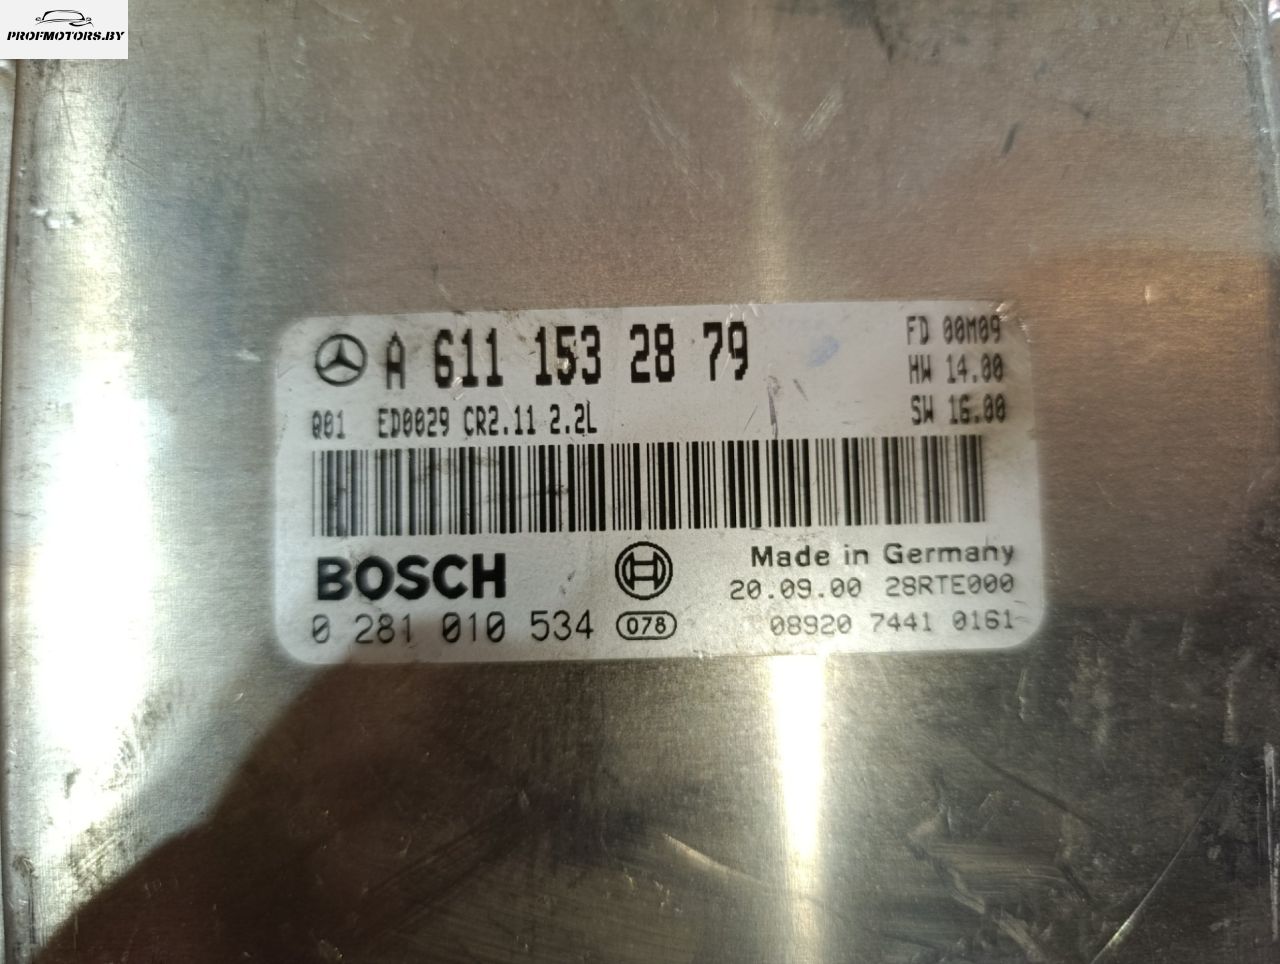 PROFMOTORS.BY
A 611 153 28 79
FD 00M09
HW 14.00
Q01 ED0029 CR2.11 2.2L
SW 16.00
BOSCH
Made in Germany
20.09.00 28RTE000
0 281 010 534 078
08920 7441 0161